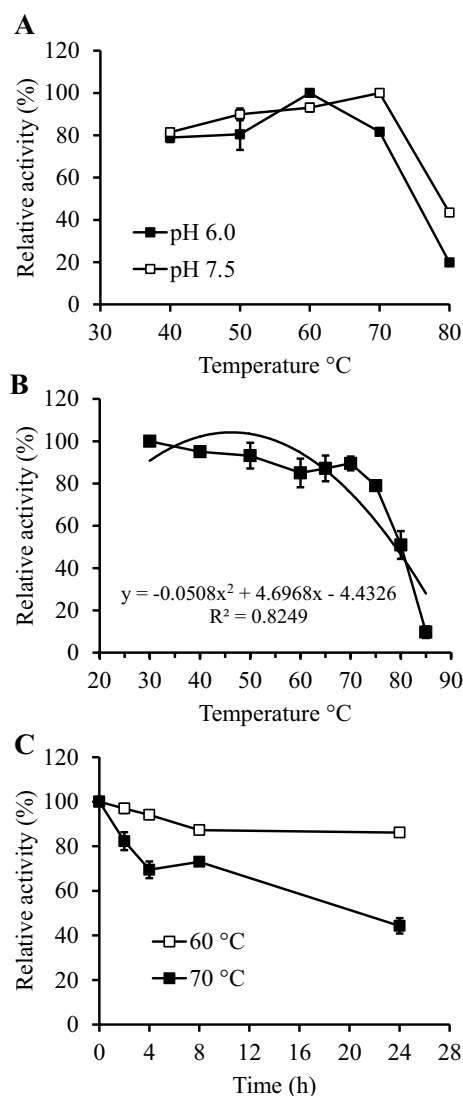 A
120
100
80
60
40
20
0
Relative activity (%)
pH 6.0
pH 7.5
30 40 50 60 70 80
Temperature °C
B
120
100
80
60
40
20
0
Relative activity (%)
y = -0.0508x² + 4.6968x - 4.4326
R² = 0.8249
20 30 40 50 60 70 80 90
Temperature °C
C
120
100
80
60
40
20
0
Relative activity (%)
60 °C
70 °C
0 4 8 12 16 20 24 28
Time (h)